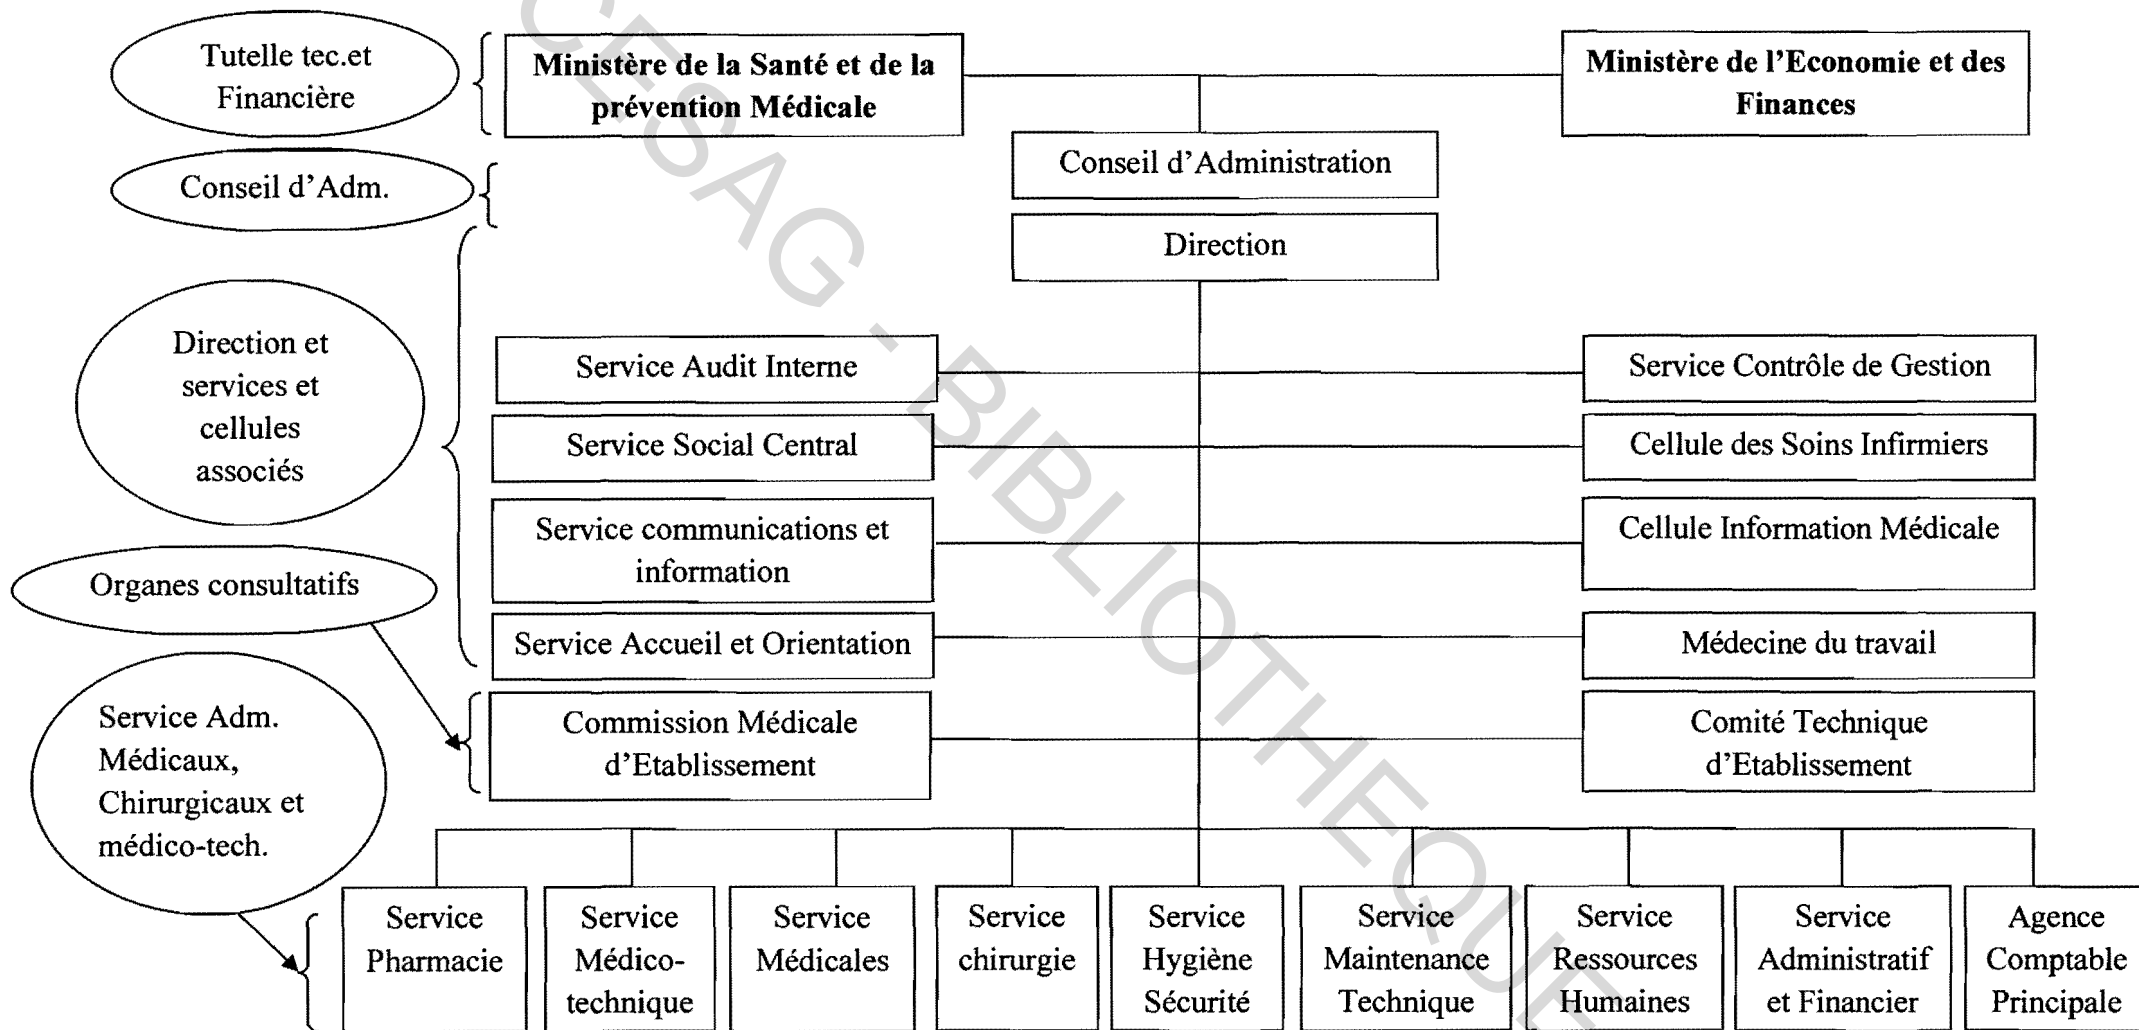 Tutelle tec.et
Financière
Ministère de la Santé et de la
prévention Médicale
Ministère de l'Economie et des
Finances
Conseil d'Adm.
Conseil d'Administration
Direction
Direction et
services et
cellules
associés
Service Audit Interne
Service Contrôle de Gestion
Service Social Central
Cellule des Soins Infirmiers
Service communications et
information
Cellule Information Médicale
Organes consultatifs
Service Accueil et Orientation
Médecine du travail
Commission Médicale
d'Etablissement
Comité Technique
d'Etablissement
Service Adm.
Médicaux,
Chirurgicaux et
médico-tech.
Service
Pharmacie
Service
Médico-
technique
Service
Médicales
Service
chirurgie
Service
Hygiène
Sécurité
Service
Maintenance
Technique
Service
Ressources
Humaines
Service
Administratif
et Financier
Agence
Comptable
Principale
CESAG - BIBLIOTHEQUE